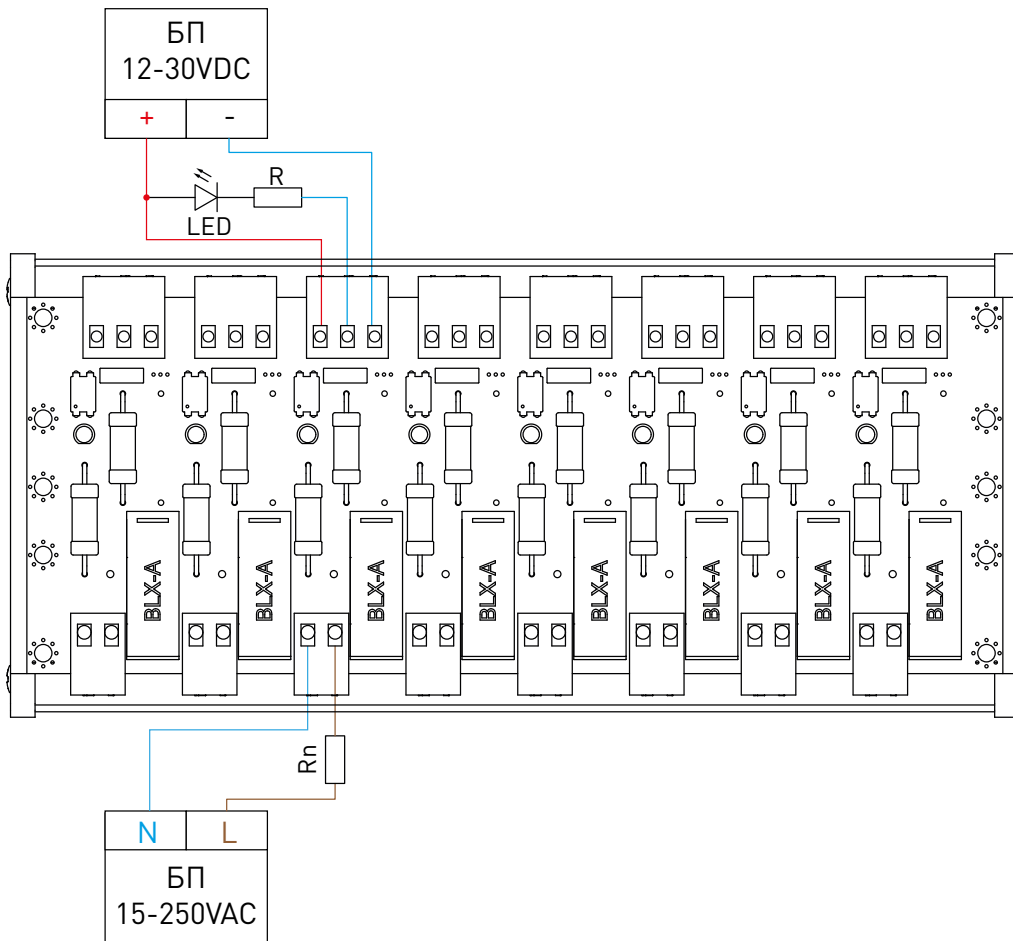 БП
12-30VDC
+ -
R
LED
BLX-A BLX-A BLX-A BLX-A BLX-A BLX-A BLX-A BLX-A
Rn
N L
БП
15-250VAC